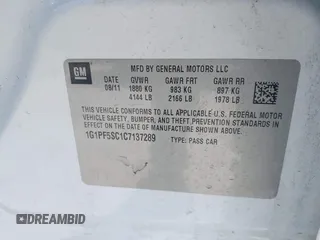 GM
MFD BY GENERAL MOTORS LLC
DATE GVWR GAWR FRT GAWR RR
08/11 1880 KG 983 KG 897 KG
4144 LB 2166 LB 1978 LB
THIS VEHICLE CONFORMS TO ALL APPLICABLE U.S. FEDERAL MOTOR
VEHICLE SAFETY, BUMPER, AND THEFT PREVENTION STANDARDS IN EFFECT ON THE
DATE OF MANUFACTURE SHOWN ABOVE.
1G1PF5SC1C7137289 TYPE: PASS CAR
DREAMBID